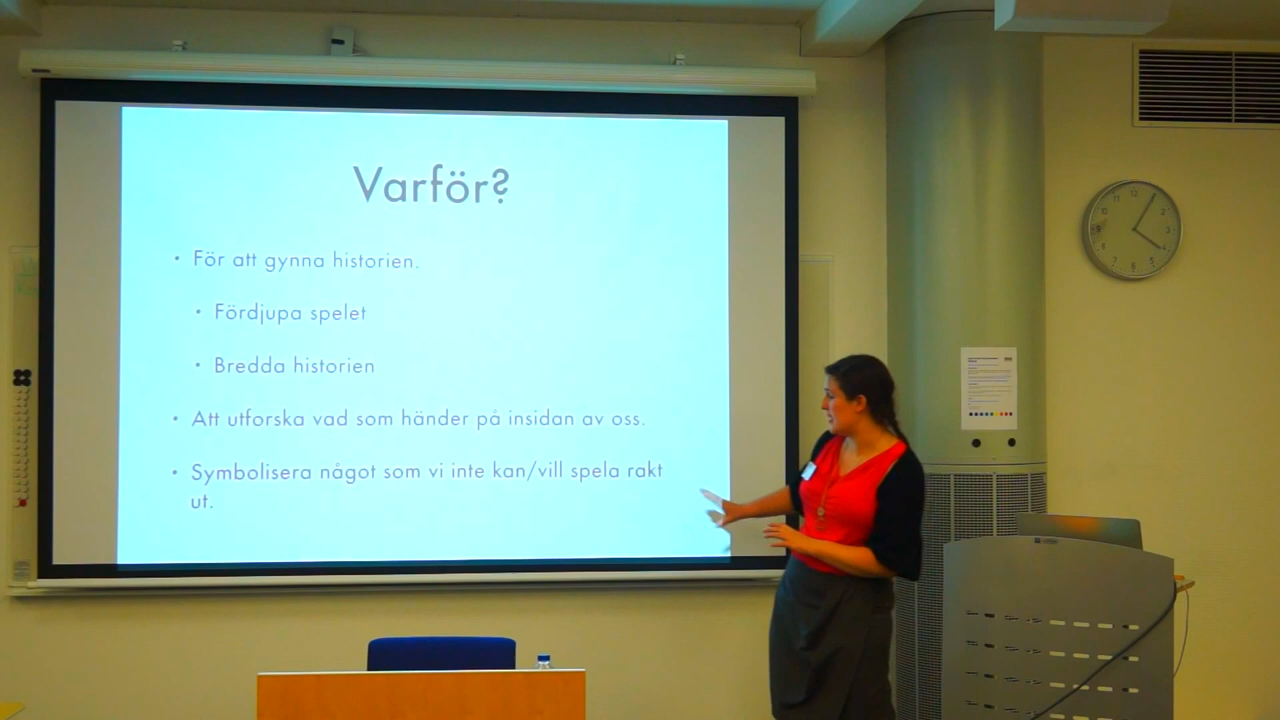 Varför?
• För att gynna historien.
• Fördjupa spelet
• Bredda historien
• Att utforska vad som händer på insidan av oss.
• Symbolisera något som vi inte kan/vill spela rakt
ut.